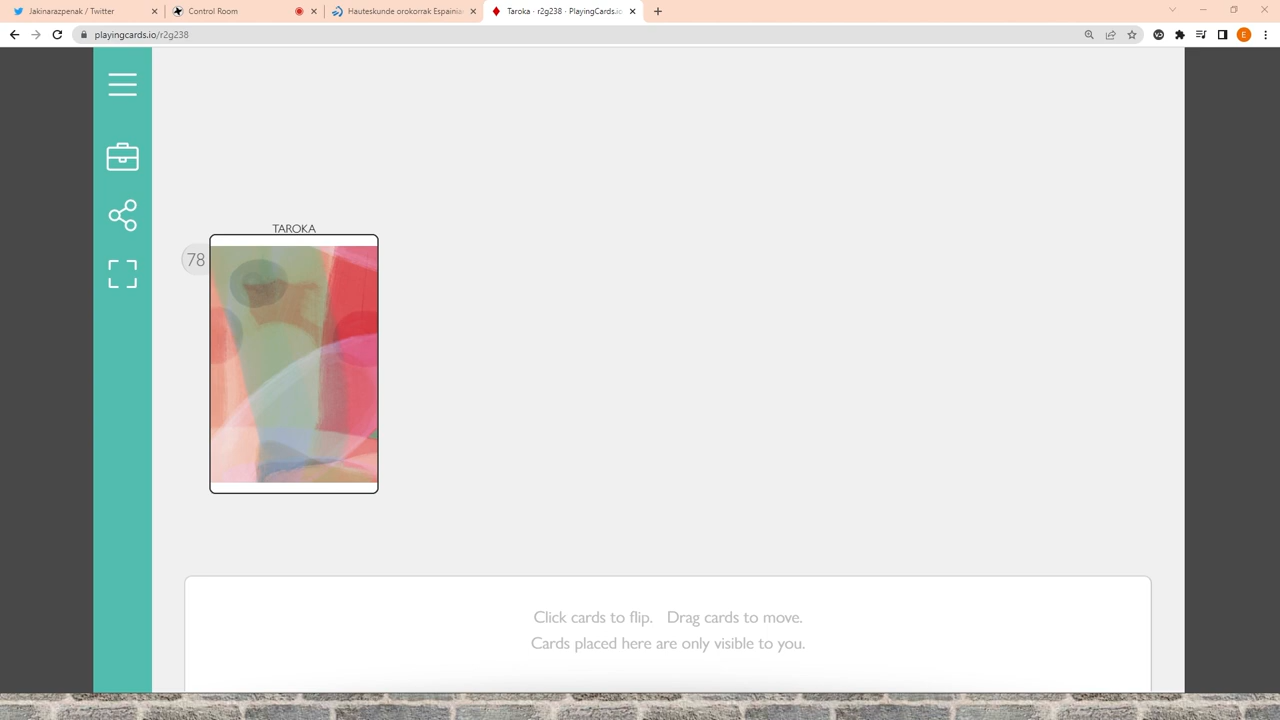 Jakinarazpenak / Twitter
Control Room
Hauteskunde orokorrak Espainia
Taroka · r2g238 · PlayingCards.io
playingcards.io/r2g238
E
TAROKA
78
Click cards to flip. Drag cards to move.
Cards placed here are only visible to you.